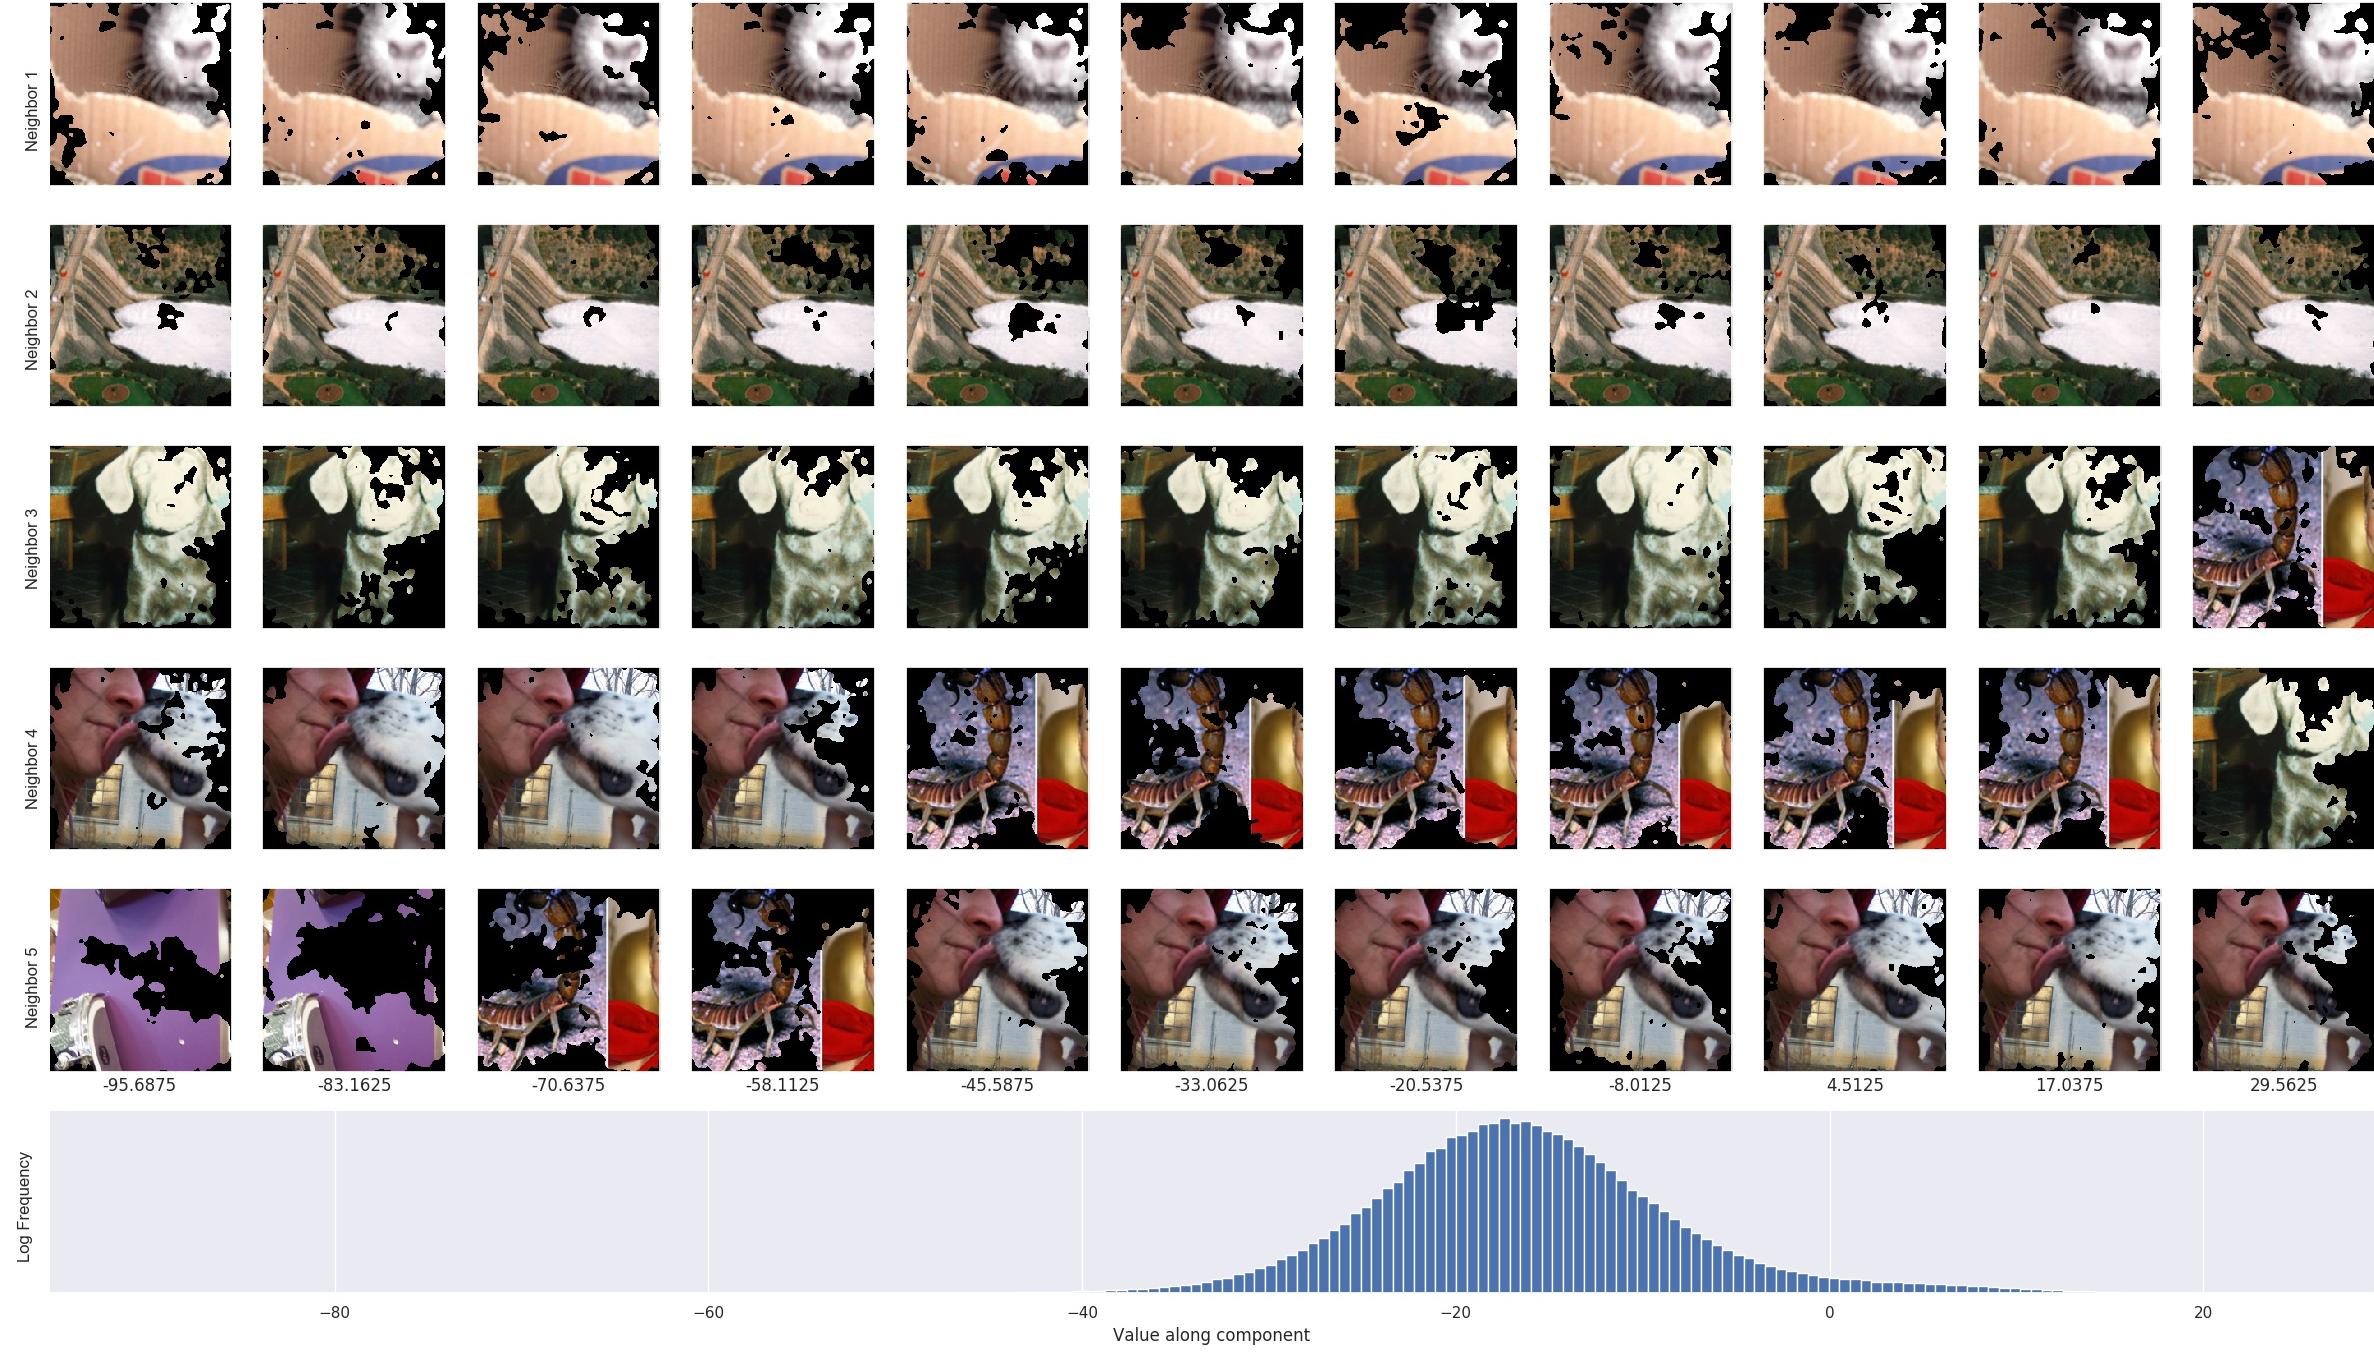 Neighbor 1
Neighbor 2
Neighbor 3
Neighbor 4
Neighbor 5
-95.6875 -83.1625 -70.6375 -58.1125 -45.5875 -33.0625 -20.5375 -8.0125 4.5125 17.0375 29.5625
Log Frequency
−80 −60 −40 −20 0 20
Value along component